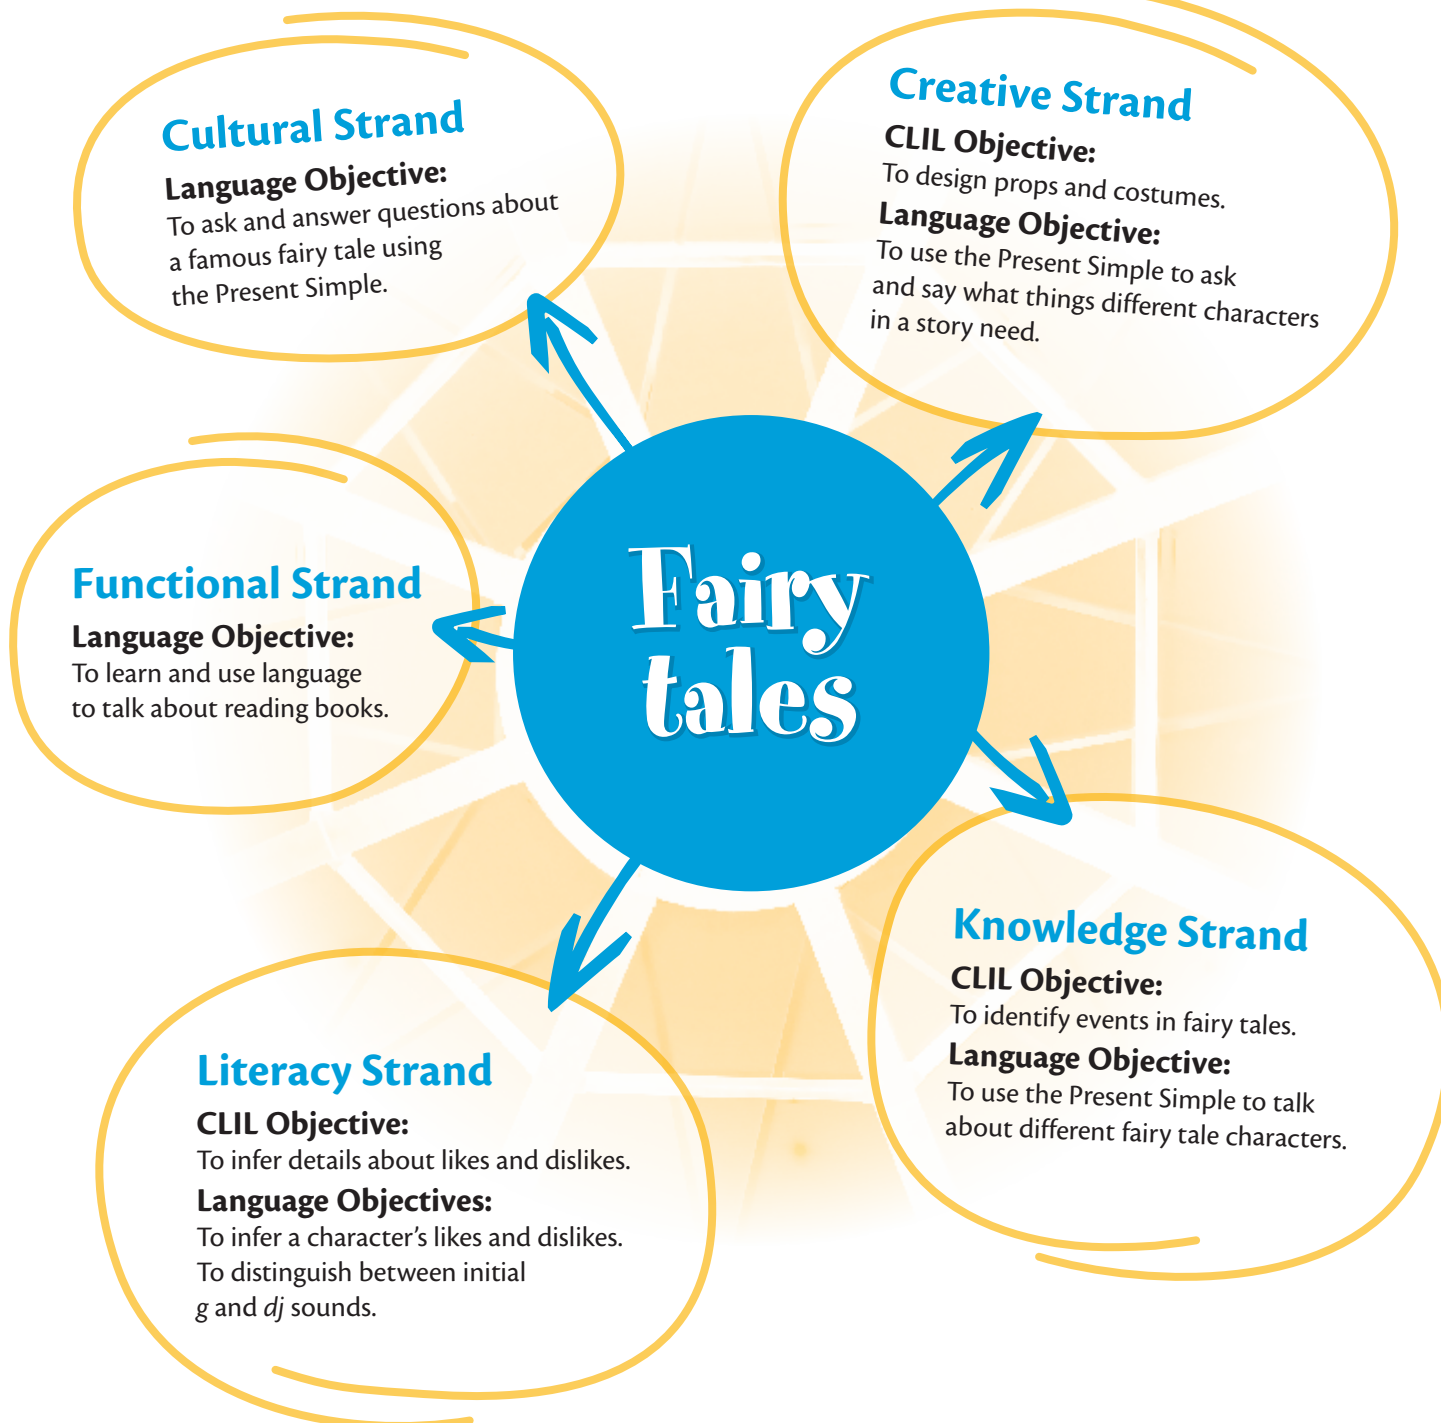 Cultural Strand
Language Objective:
To ask and answer questions about
a famous fairy tale using
the Present Simple.
Creative Strand
CLIL Objective:
To design props and costumes.
Language Objective:
To use the Present Simple to ask
and say what things different characters
in a story need.
Functional Strand
Language Objective:
To learn and use language
to talk about reading books.
Fairy
tales
Knowledge Strand
CLIL Objective:
To identify events in fairy tales.
Language Objective:
To use the Present Simple to talk
about different fairy tale characters.
Literacy Strand
CLIL Objective:
To infer details about likes and dislikes.
Language Objectives:
To infer a character’s likes and dislikes.
To distinguish between initial
g and dj sounds.